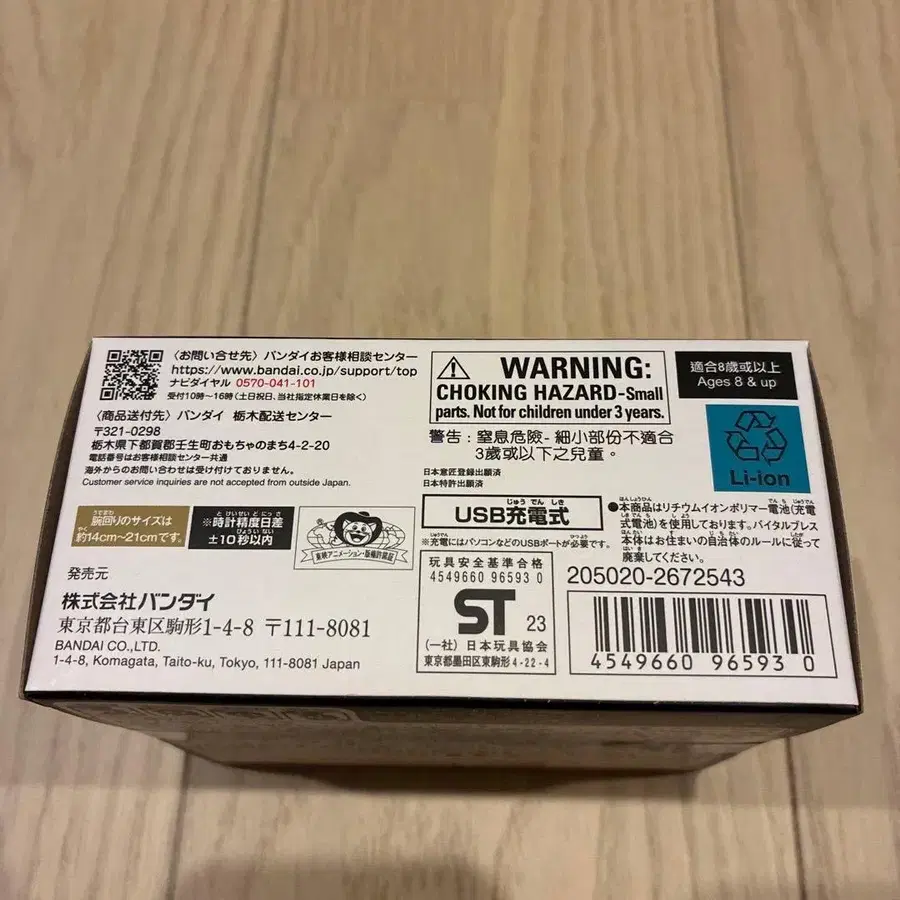 〈お問い合せ先〉バンダイお客様相談センター
https://www.bandai.co.jp/support/top
ナビダイヤル 0570-041-101
受付10時〜16時〈土日祝日、当社指定休業日を除く〉
〈商品送付先〉バンダイ 栃木配送センター
〒321-0298
栃木県下都賀郡壬生町おもちゃのまち4-2-20
電話番号はお客様相談センター共通
海外からのお問い合わせは受け付けておりません。
Customer service inquiries are not accepted from outside Japan.
腕回りのサイズは
約14cm〜21cmです。
※時計精度日差
±10秒以内
東映アニメーション・版権許諾品
発売元
株式会社バンダイ
東京都台東区駒形1-4-8 〒111-8081
BANDAI CO.,LTD.
1-4-8, Komagata, Taito-ku, Tokyo, 111-8081 Japan
WARNING:
CHOKING HAZARD-Small
parts. Not for children under 3 years.
警告：窒息危險- 細小部份不適合
3歲或以下之兒童。
日本意匠登録出願済
日本特許出願済
USB充電式
※充電にはパソコンなどのUSBポートが必要です。
玩具安全基準合格
4549660 96593 0
ST 23
(一社) 日本玩具協会
東京都墨田区東駒形4-22-4
適合8歲或以上
Ages 8 & up
Li-ion
●本商品はリチウムイオンポリマー電池(充電
式電池)を使用しております。バイタルブレス
本体はお住まいの自治体のルールに従って
廃棄してください。
205020-2672543
4549660 965930